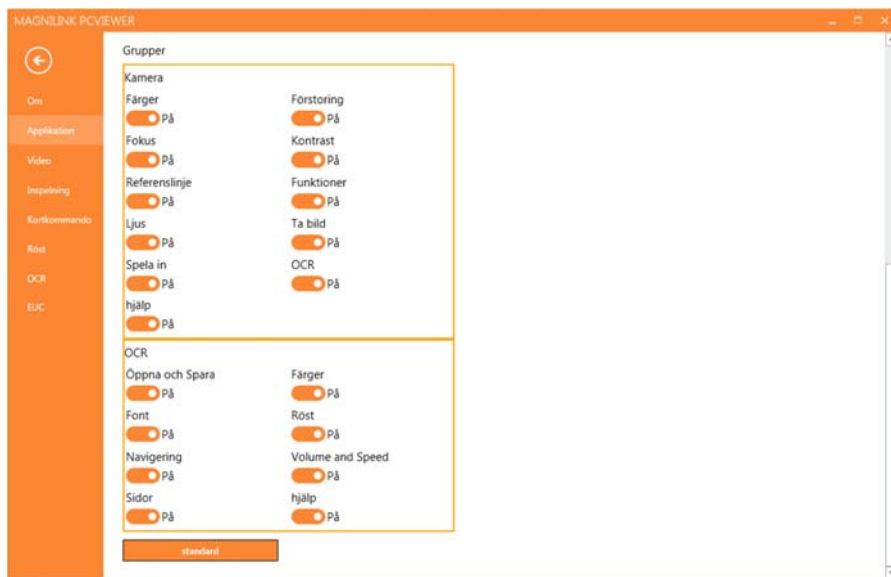 MAGNILINK PCVIEWER
Om
Applikation
Video
Inspelning
Kortkommando
Röst
OCR
EUC
Grupper
Kamera
Färger Förstoring
På På
Fokus Kontrast
På På
Referenslinje Funktioner
På På
Ljus Ta bild
På På
Spela in OCR
På På
hjälp
På
OCR
Öppna och Spara Färger
På På
Font Röst
På På
Navigering Volume and Speed
På På
Sidor hjälp
På På
standard